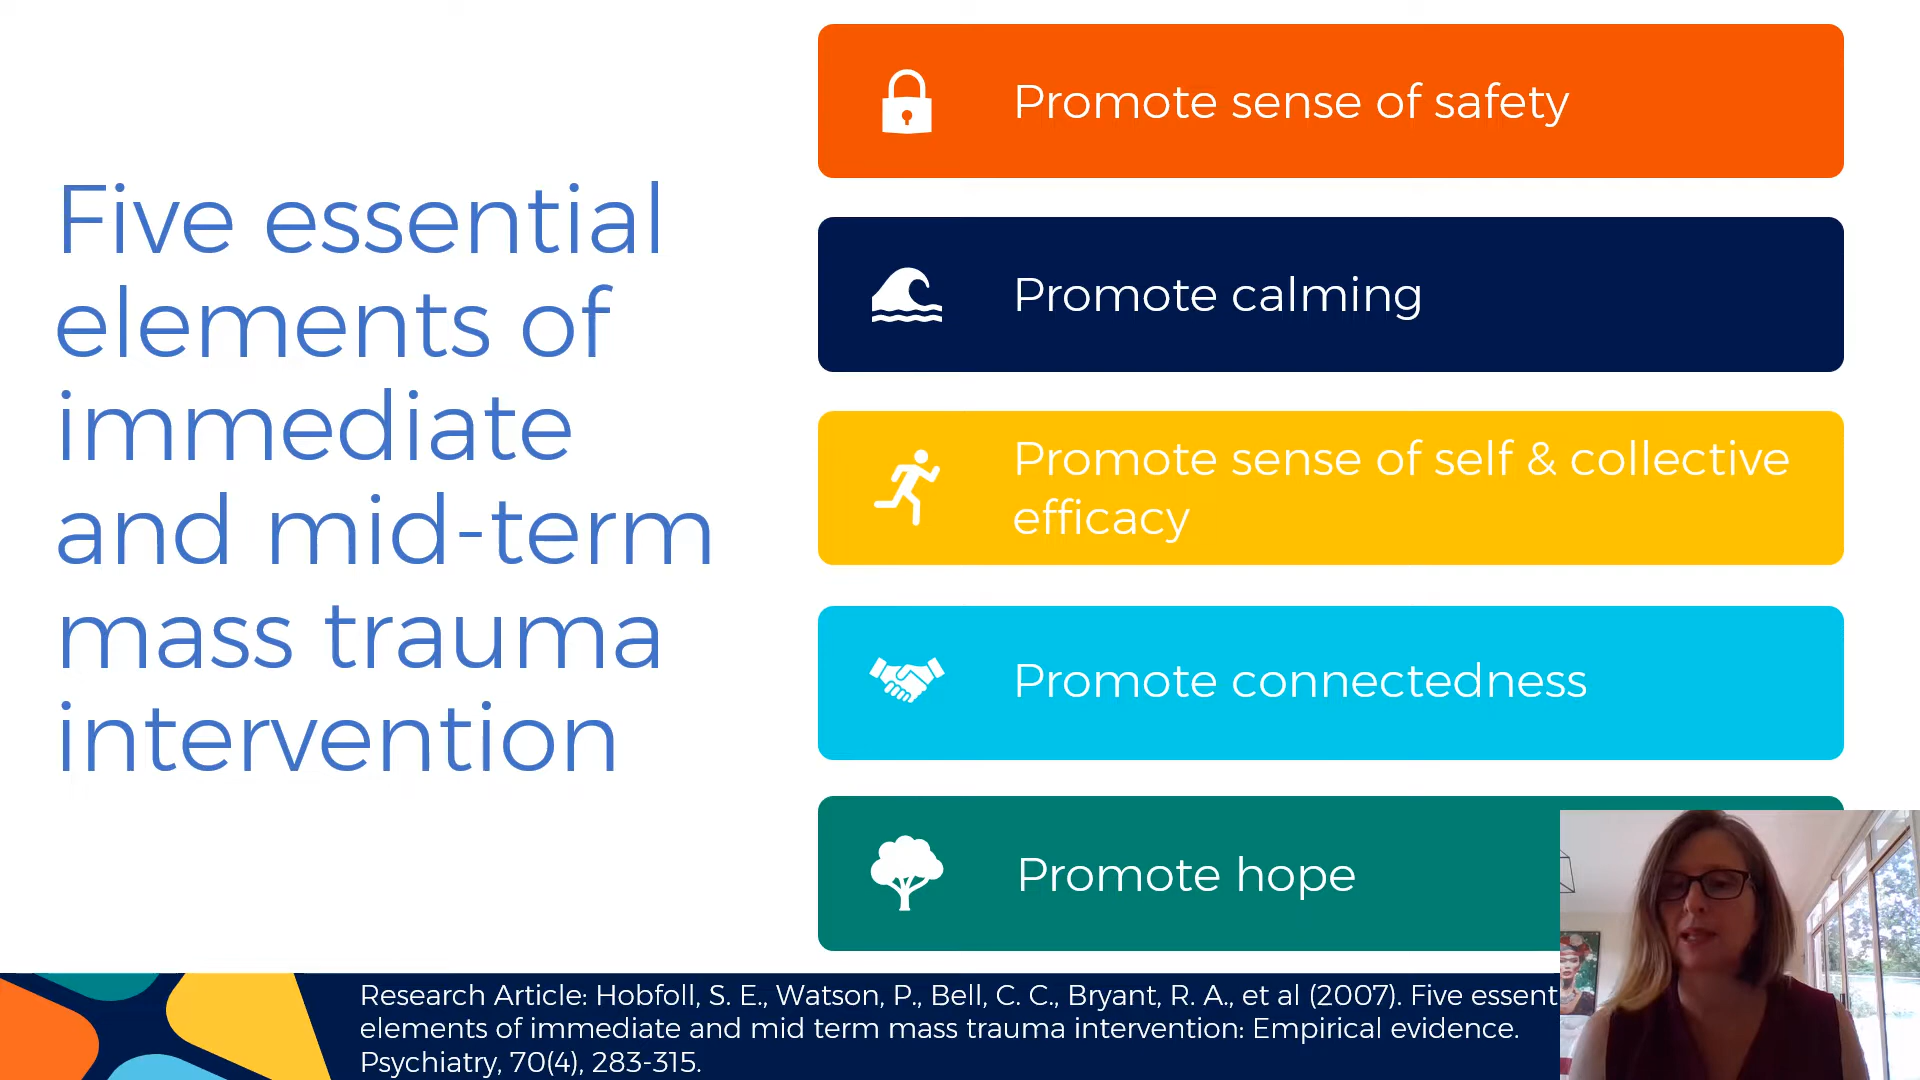 Five essential
elements of
immediate
and mid-term
mass trauma
intervention
Promote sense of safety
Promote calming
Promote sense of self & collective
efficacy
Promote connectedness
Promote hope
Research Article: Hobfoll, S. E., Watson, P., Bell, C. C., Bryant, R. A., et al (2007). Five essent
elements of immediate and mid term mass trauma intervention: Empirical evidence.
Psychiatry, 70(4), 283-315.